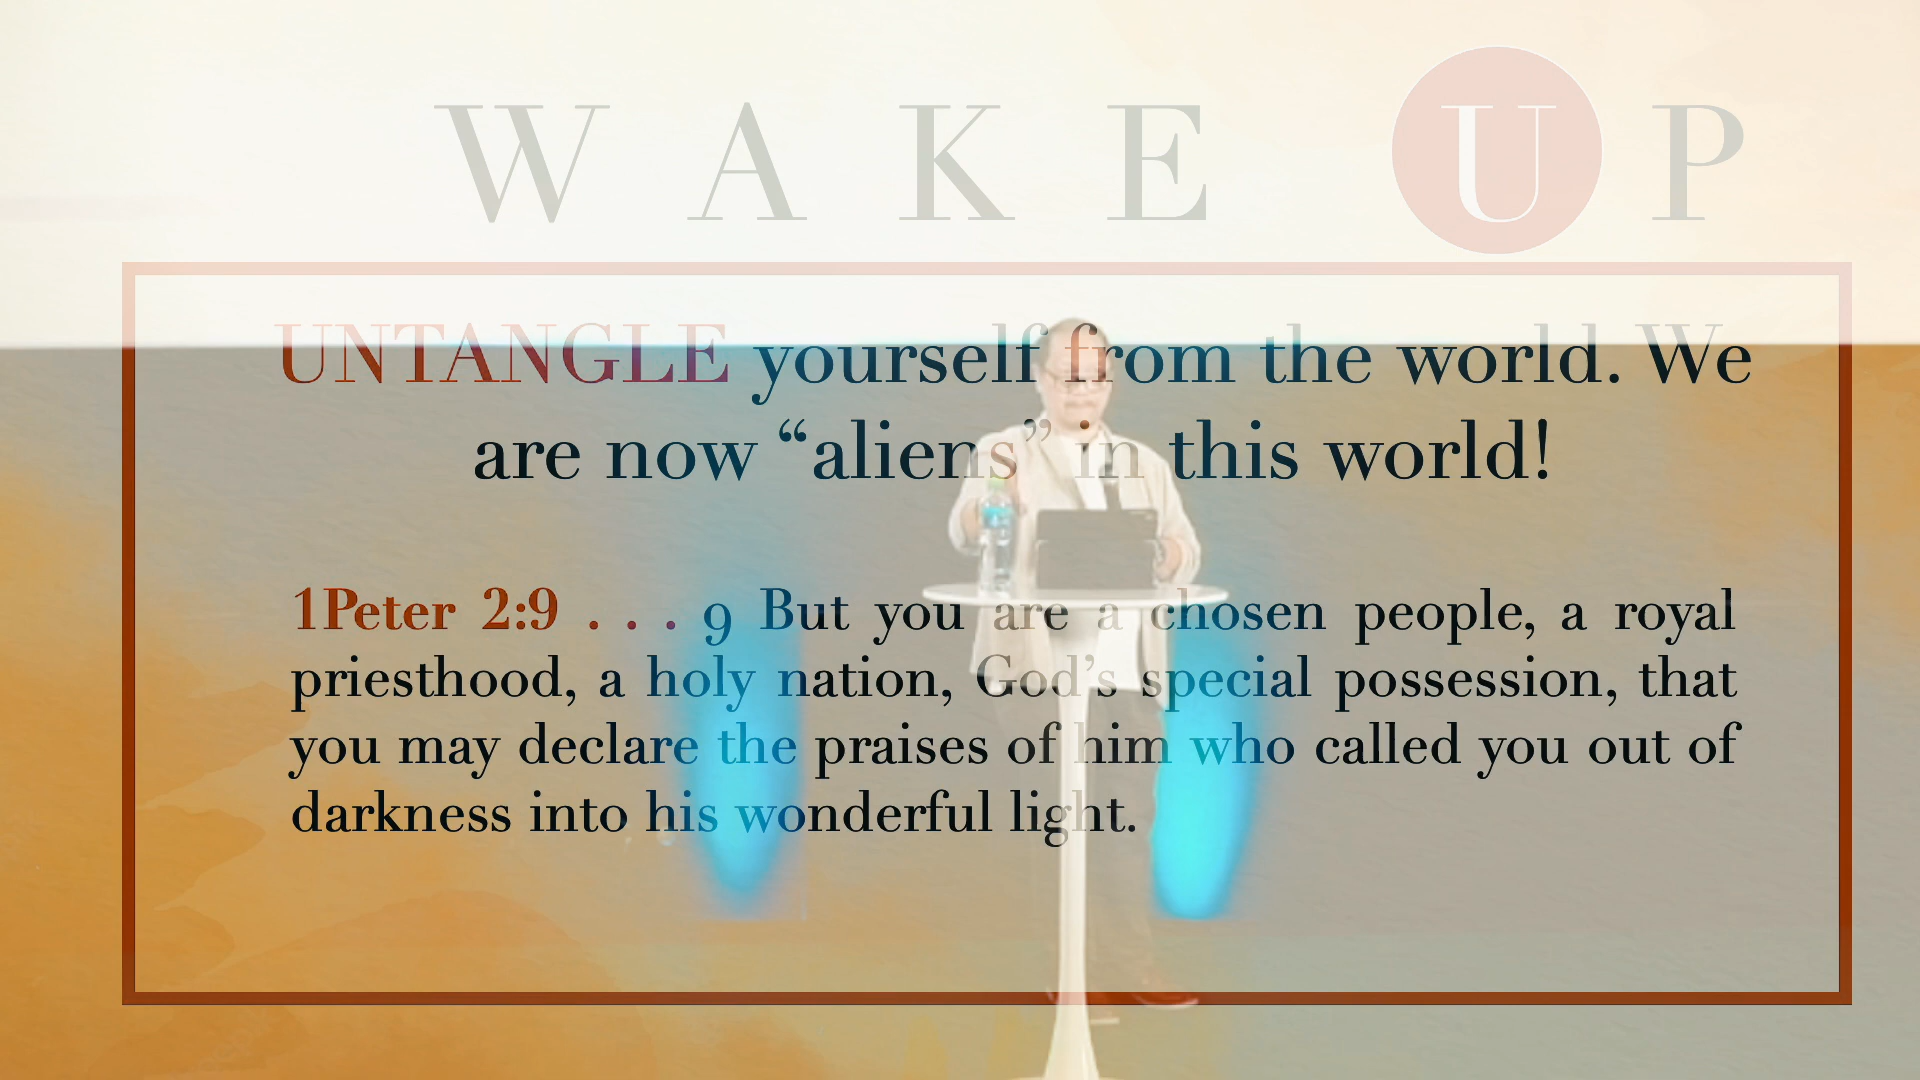 WAKE UP
UNTANGLE yourself from the world. We
are now “aliens” in this world!
1Peter 2:9 . . . 9 But you are a chosen people, a royal
priesthood, a holy nation, God’s special possession, that
you may declare the praises of him who called you out of
darkness into his wonderful light.